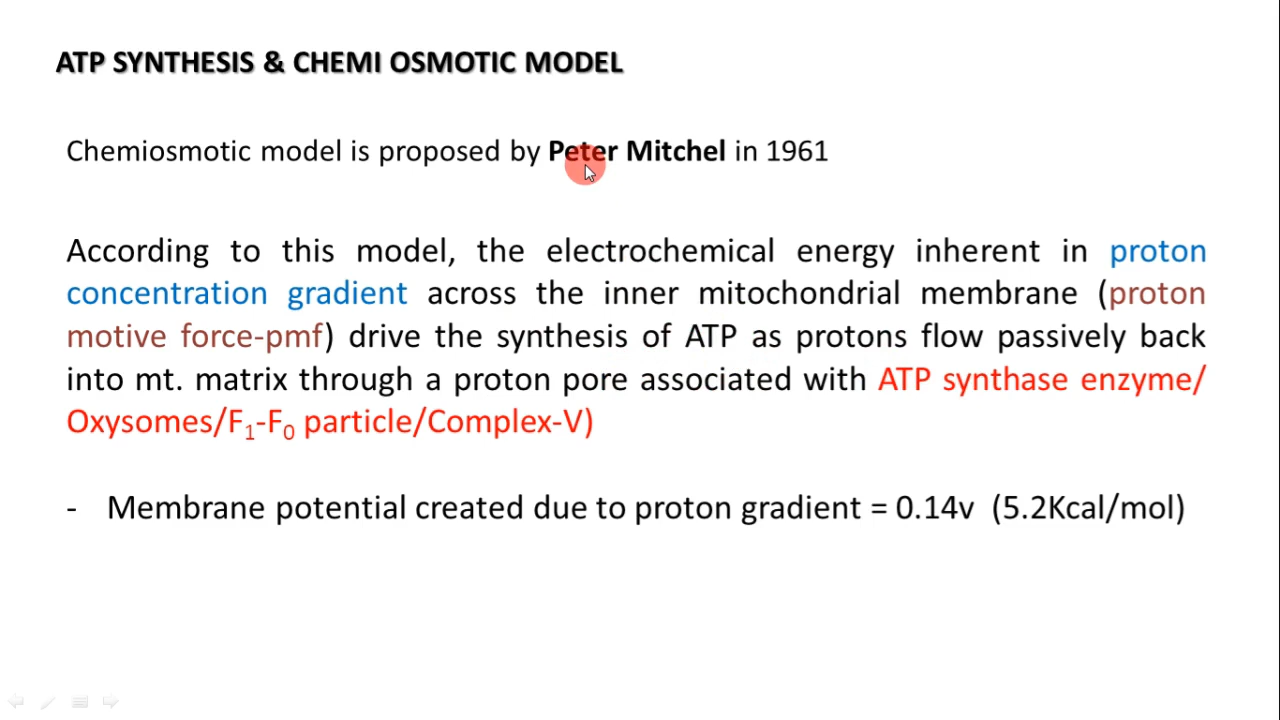 ATP SYNTHESIS & CHEMI OSMOTIC MODEL
Chemiosmotic model is proposed by Peter Mitchel in 1961
According to this model, the electrochemical energy inherent in proton
concentration gradient across the inner mitochondrial membrane (proton
motive force-pmf) drive the synthesis of ATP as protons flow passively back
into mt. matrix through a proton pore associated with ATP synthase enzyme/
Oxysomes/F₁-F₀ particle/Complex-V)
- Membrane potential created due to proton gradient = 0.14v (5.2Kcal/mol)